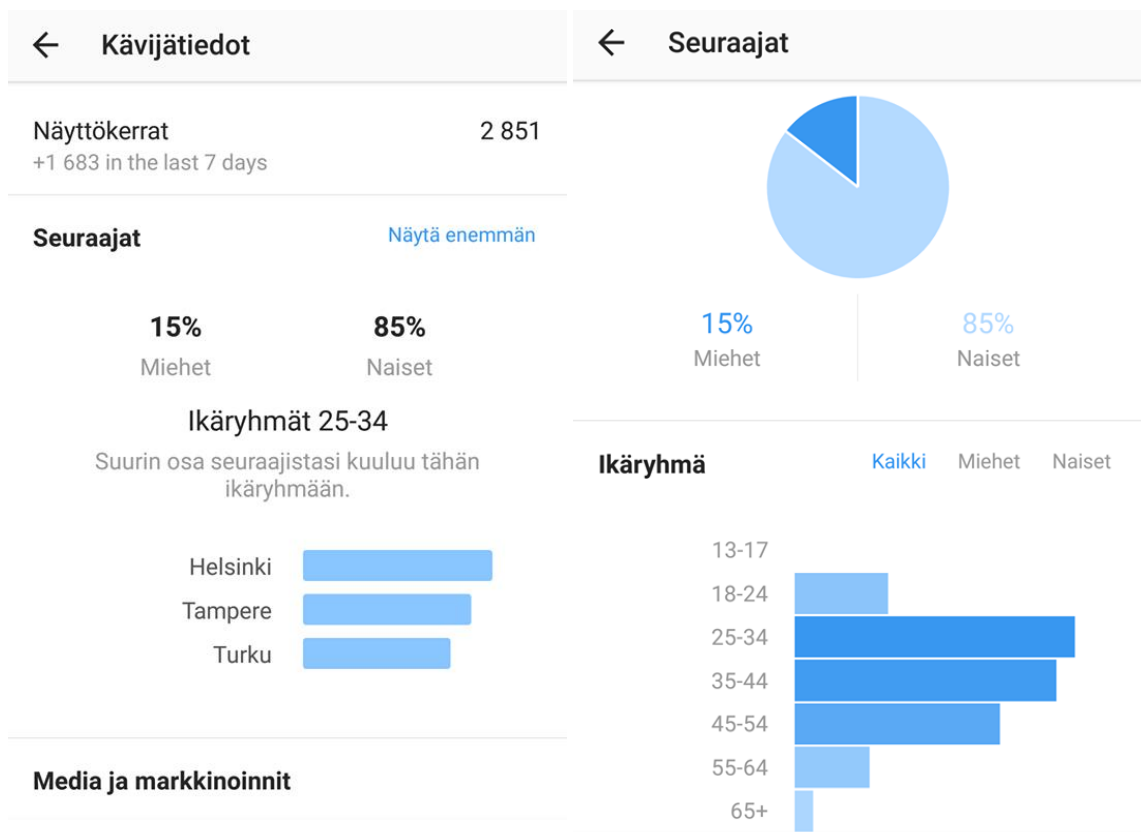 Kävijätiedot
Näyttökerrat 2 851
+1 683 in the last 7 days
Seuraajat Näytä enemmän
15% 85%
Miehet Naiset
Ikäryhmät 25-34
Suurin osa seuraajistasi kuuluu tähän
ikäryhmään.
Helsinki
Tampere
Turku
Media ja markkinoinnit
Seuraajat
15% 85%
Miehet Naiset
Ikäryhmä Kaikki Miehet Naiset
13-17
18-24
25-34
35-44
45-54
55-64
65+